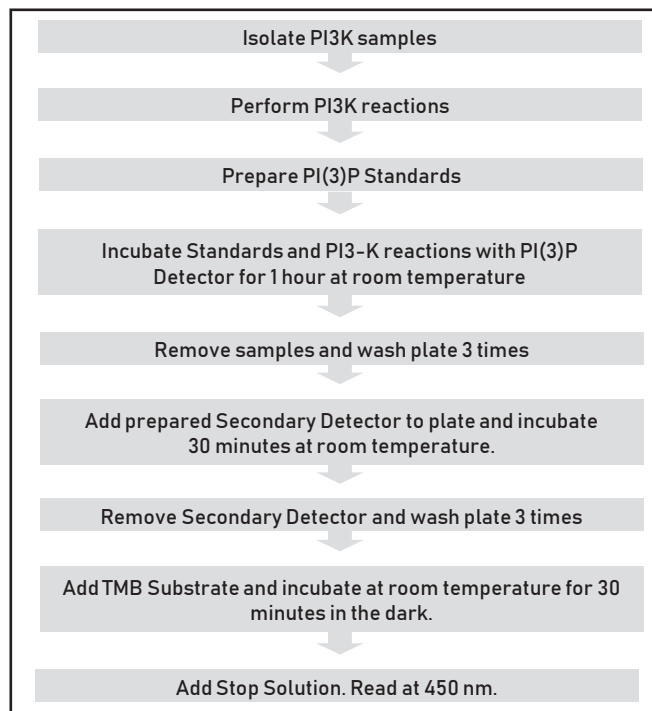 Isolate PI3K samples
Perform PI3K reactions
Prepare PI(3)P Standards
Incubate Standards and PI3-K reactions with PI(3)P
Detector for 1 hour at room temperature
Remove samples and wash plate 3 times
Add prepared Secondary Detector to plate and incubate
30 minutes at room temperature.
Remove Secondary Detector and wash plate 3 times
Add TMB Substrate and incubate at room temperature for 30
minutes in the dark.
Add Stop Solution. Read at 450 nm.